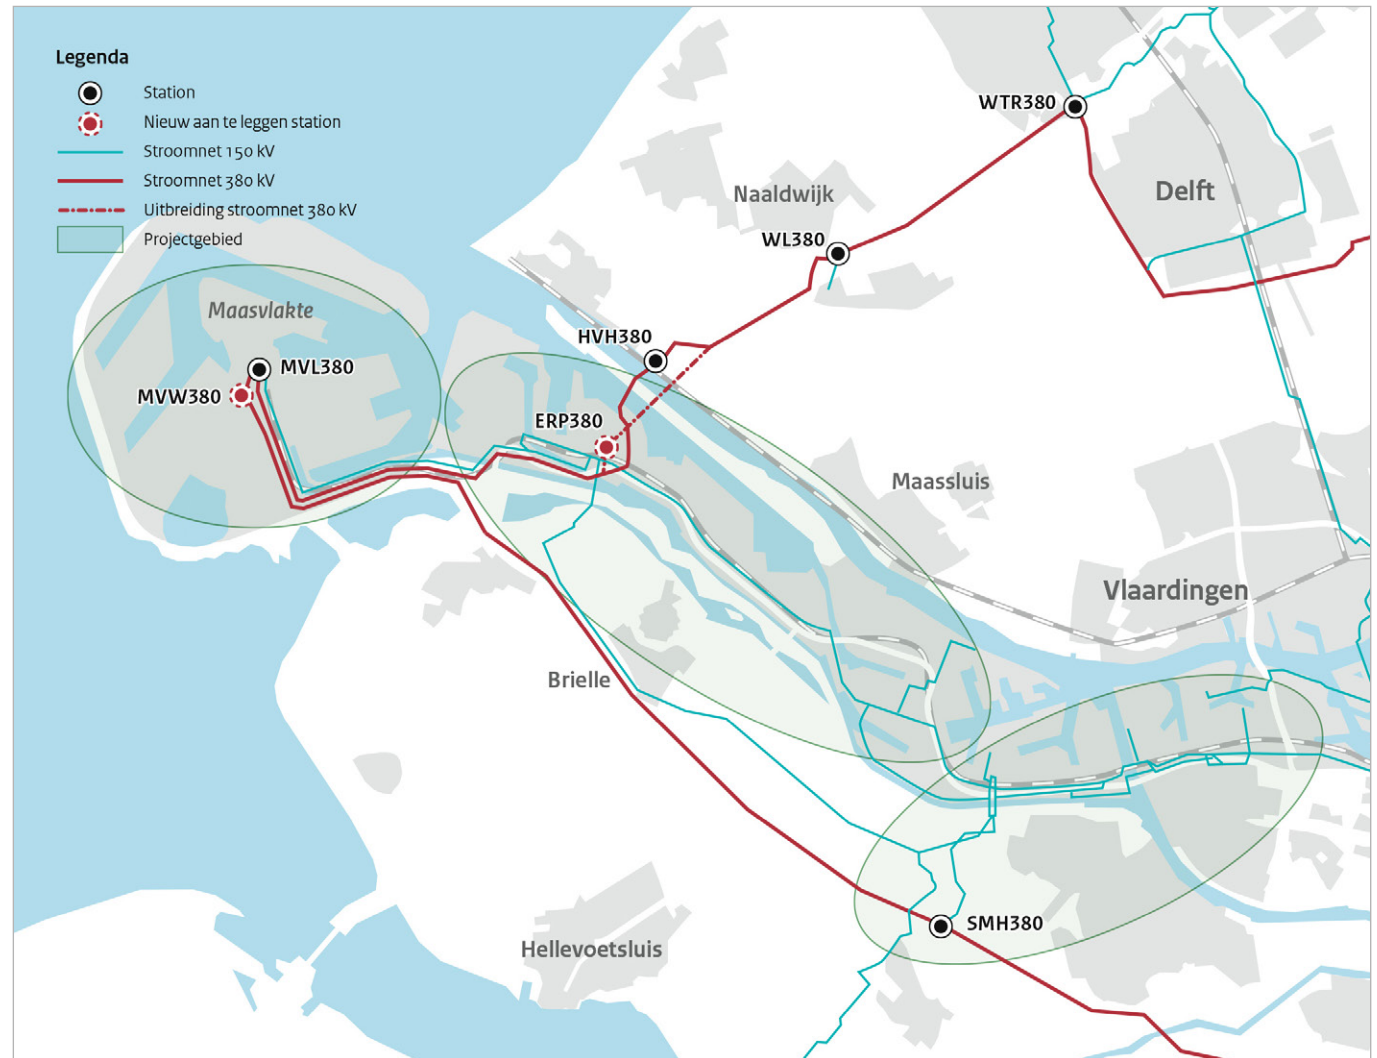 Legenda
Station
Nieuw aan te leggen station
Stroomnet 150 kV
Stroomnet 380 kV
Uitbreiding stroomnet 380 kV
Projectgebied
WTR380
Delft
Naaldwijk
WL380
Maasvlakte
HVH380
MVL380
MVW380
ERP380
Maassluis
Vlaardingen
Brielle
SMH380
Hellevoetsluis